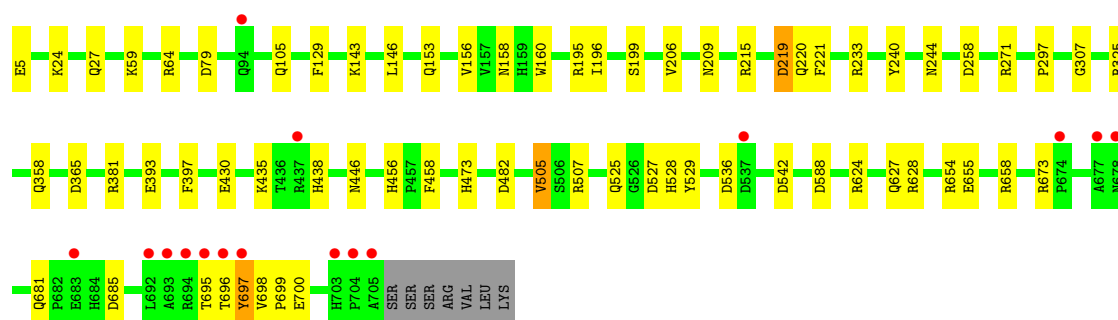 E5 K24 Q27 K59 R64 D79 Q94 Q105 F129 K143 L146 Q153 V156 V157 N158 H159 W160 R195 I196 S199 V206 N209 R215 D219 Q220 F221 R233 Y240 N244 D258 R271 P297 G307
Q358 D365 R381 E393 F397 E430 K435 T436 R437 H438 N446 H456 P457 F458 H473 D482 V505 S506 R507 Q525 G526 D527 H528 Y529 D536 D537 D542 D588 R624 Q627 R628 R654 E655 R658 R673 P674 A677
Q681 P682 E683 H684 D685 L692 A693 R694 T695 T696 Y697 V698 P699 E700 H703 P704 A705 SER SER SER ARG VAL LEU LYS